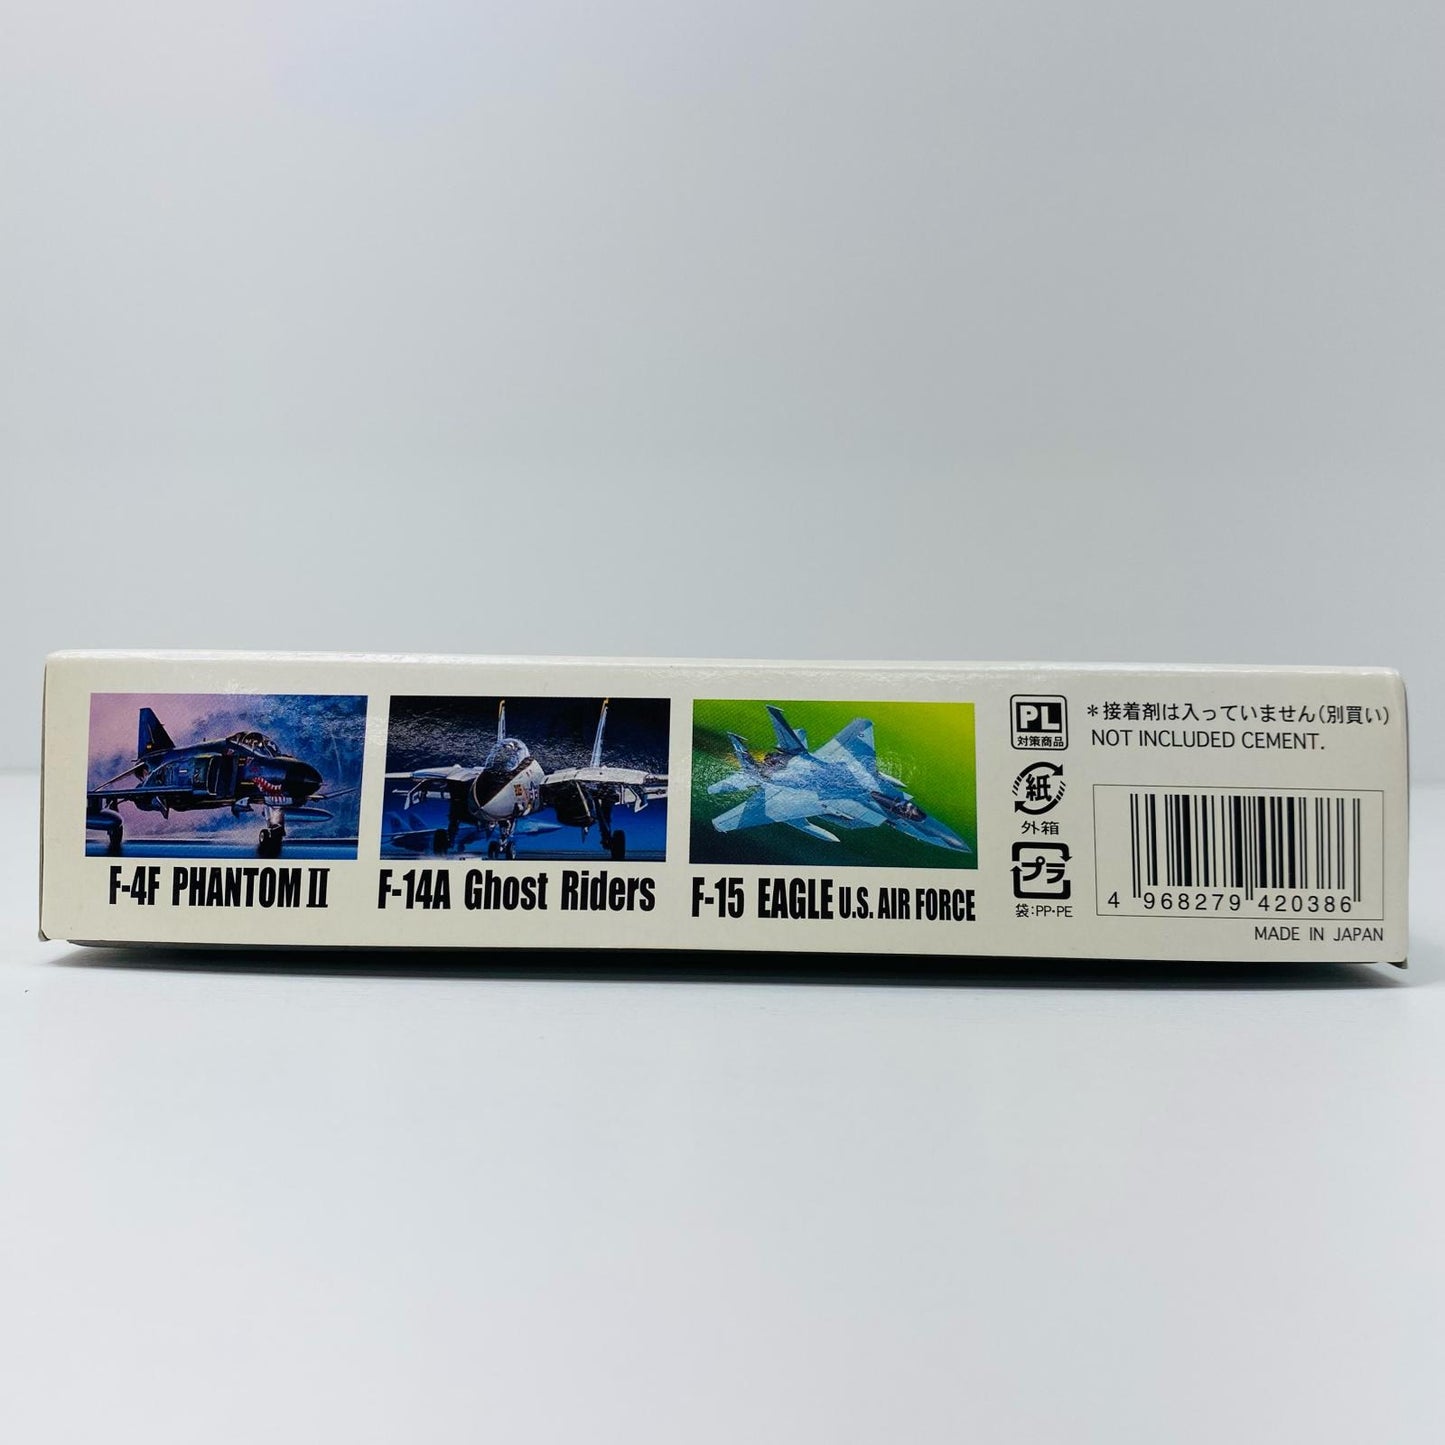 F-4F PHANTOM II
F-14A Ghost Riders
F-15 EAGLE U.S. AIR FORCE
PL
対策商品
紙
外箱
プラ
袋:PP・PE
*接着剤は入っていません(別買い)
NOT INCLUDED CEMENT.
4 968279 420386
MADE IN JAPAN